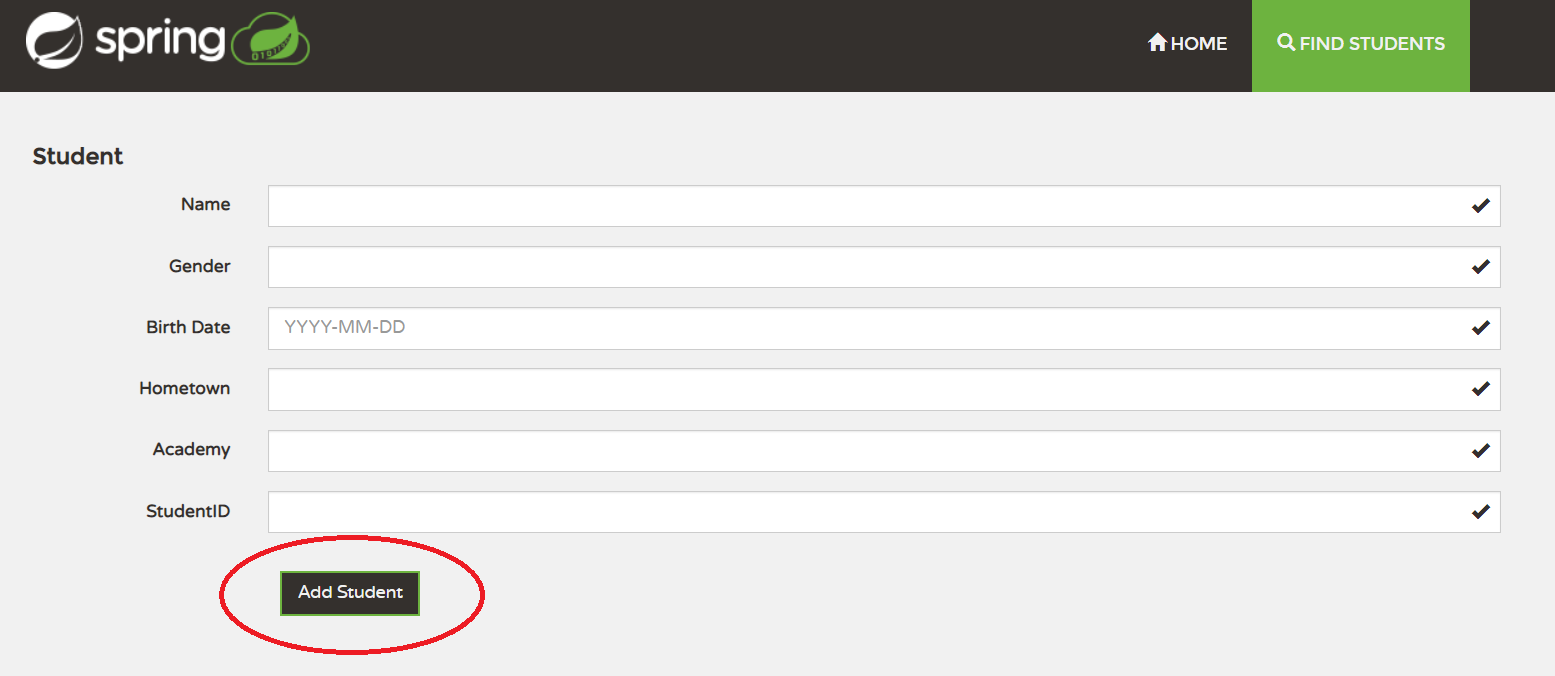 spring
HOME
FIND STUDENTS
Student
Name
Gender
Birth Date YYYY-MM-DD
Hometown
Academy
StudentID
Add Student